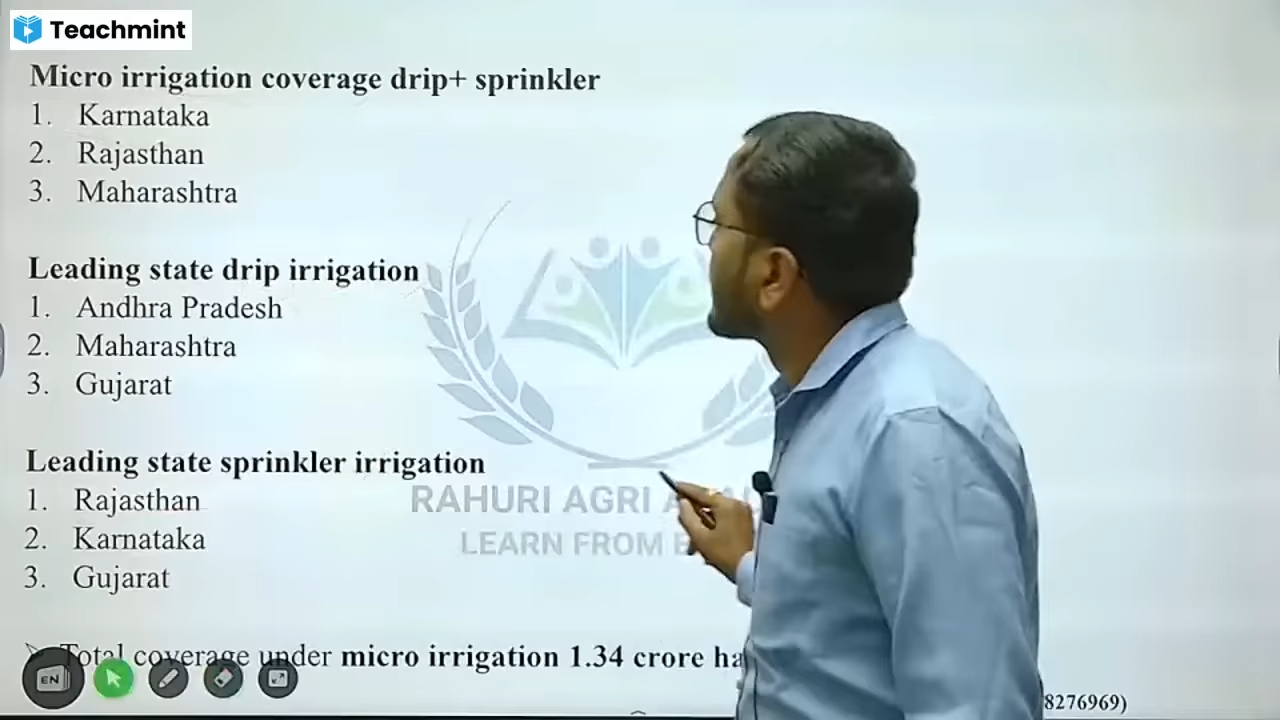 Teachmint
Micro irrigation coverage drip+ sprinkler
1. Karnataka
2. Rajasthan
3. Maharashtra
Leading state drip irrigation
1. Andhra Pradesh
2. Maharashtra
3. Gujarat
Leading state sprinkler irrigation
1. Rajasthan
2. Karnataka
3. Gujarat
RAHURI AGRI
LEARN FROM
Total coverage under micro irrigation 1.34 crore ha
EN
8276969)